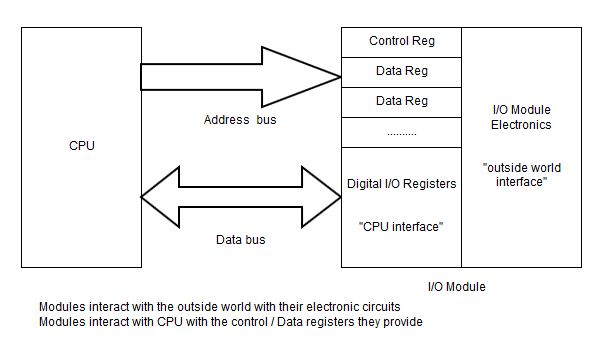 Control Reg
Data Reg
Data Reg
..........
Address bus
CPU
I/O Module
Electronics
"outside world
interface"
Digital I/O Registers
"CPU interface"
Data bus
I/O Module
Modules interact with the outside world with their electronic circuits
Modules interact with CPU with the control / Data registers they provide